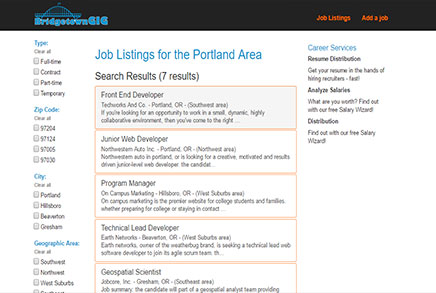 BridgetownGIG
Job Listings
Add a job
Type:
Clear all
Full-time
Contract
Part-time
Temporary
Zip Code:
Clear all
97204
97124
97005
97030
City:
Clear all
Portland
Hillsboro
Beaverton
Gresham
Geographic Area:
Clear all
Southwest
Northwest
West Suburbs
Job Listings for the Portland Area
Search Results (7 results)
Front End Developer
Techworks And Co. - Portland, OR - (Southwest area)
If you're looking for an opportunity to work in a small, dynamic, highly
collaborative environment, then you've come to the right ...
Junior Web Developer
Northwestern Auto Inc. - Portland, OR - (Northwest area)
Northwestern auto in portland, or is looking for a creative, motivated and results
driven junior-level web developer. the candidat...
Program Manager
On Campus Marketing - Hillsboro, OR - (West Suburbs area)
On campus marketing is the premier website for college students and families.
whether preparing for college or staying in contact ...
Technical Lead Developer
Earth Networks - Beaverton, OR - (West Suburbs area)
Earth networks, owner of the weatherbug brand, is seeking a technical lead web
software developer to join its agile scrum team. th...
Geospatial Scientist
Jobcore, Inc. - Gresham, OR - (Southeast area)
Job summary: the candidate will part of a geospatial analyst team providing
Career Services
Resume Distribution
Get your resume in the hands of
hiring recruiters - fast!
Analyze Salaries
What are you worth? Find out
with our free Salary Wizard!
Distribution
Find out with our free Salary
Wizard!